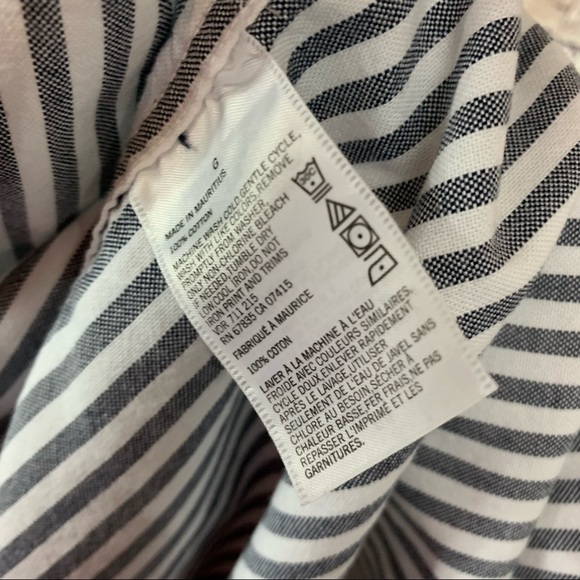 G
MADE IN MAURITIUS
100% COTTON
MACHINE WASH COLD GENTLE CYCLE,
WASH WITH LIKE COLORS, REMOVE
PROMPTLY FROM WASHER
ONLY NON-CHLORINE BLEACH
IF NEEDED TUMBLE DRY
LOW COOL IRON DO NOT
IRON PRINT AND TRIMS
VDR 711 215
RN 67835 CA 07415
FABRIQUÉ À MAURICE
100% COTON
LAVER À LA MACHINE À L'EAU
FROIDE AVEC COULEURS SIMILAIRES,
CYCLE DOUX ENLEVER RAPIDEMENT
APRÈS LE LAVAGE UTILISER
SEULEMENT DE L'EAU DE JAVEL SANS
CHLORE AU BESOIN SÉCHER À
CHALEUR BASSE FER FRAIS NE PAS
REPASSER L'IMPRIME ET LES
GARNITURES.